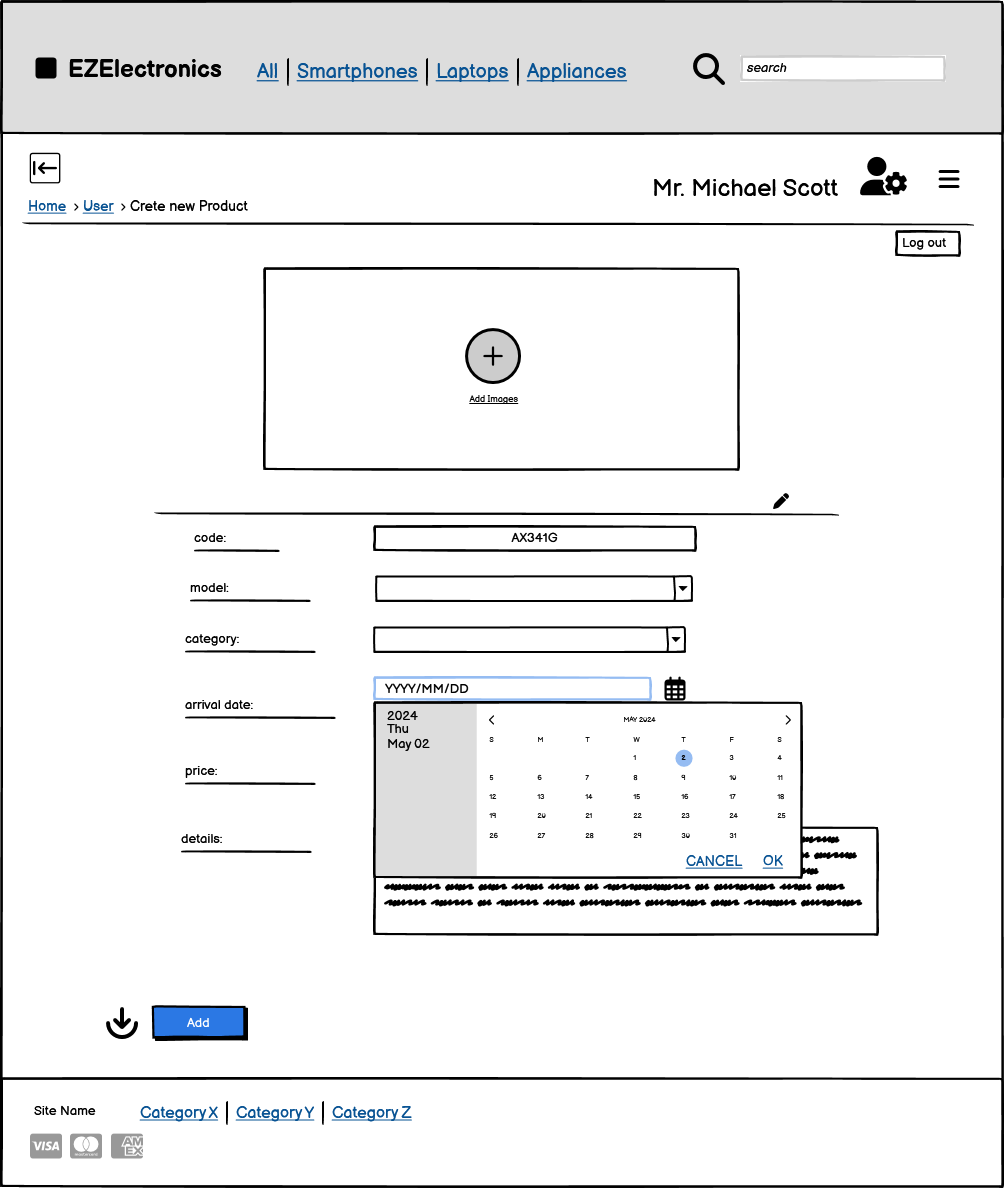 EZElectronics All Smartphones Laptops Appliances search
Mr. Michael Scott
Home > User > Crete new Product
Log out
Add Images
code: AX341G
model:
category:
YYYY/MM/DD
arrival date:
2024
Thu
May 02
MAY 2024
S M T W T F S
1 2 3 4
5 6 7 8 9 10 11
12 13 14 15 16 17 18
19 20 21 22 23 24 25
26 27 28 29 30 31
CANCEL OK
price:
details:
Add
Site Name Category X Category Y Category Z
VISA AM EX